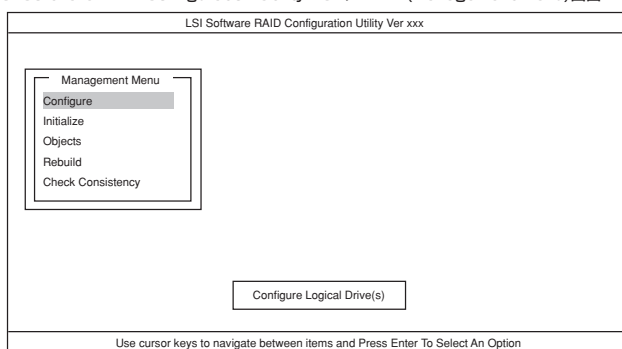 LSI Software RAID Configuration Utility Ver xxx
Management Menu
Configure
Initialize
Objects
Rebuild
Check Consistency
Configure Logical Drive(s)
Use cursor keys to navigate between items and Press Enter To Select An Option